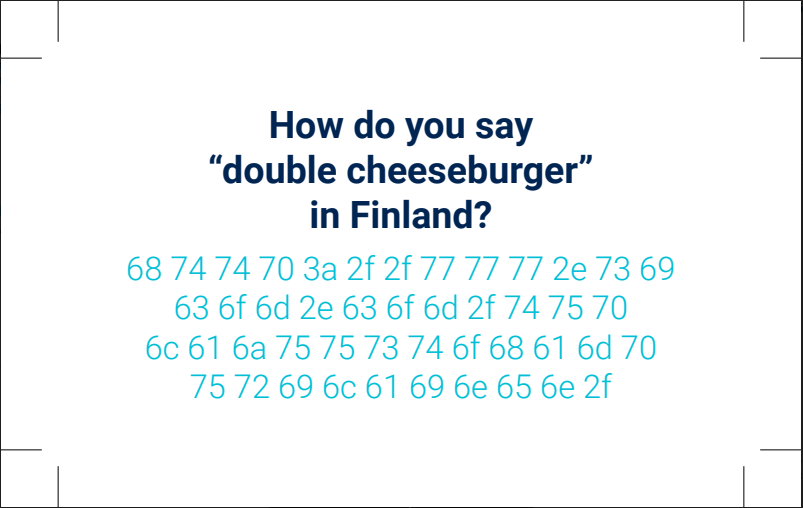 How do you say
“double cheeseburger”
in Finland?
68 74 74 70 3a 2f 2f 77 77 77 2e 73 69
63 6f 6d 2e 63 6f 6d 2f 74 75 70
6c 61 6a 75 75 73 74 6f 68 61 6d 70
75 72 69 6c 61 69 6e 65 6e 2f